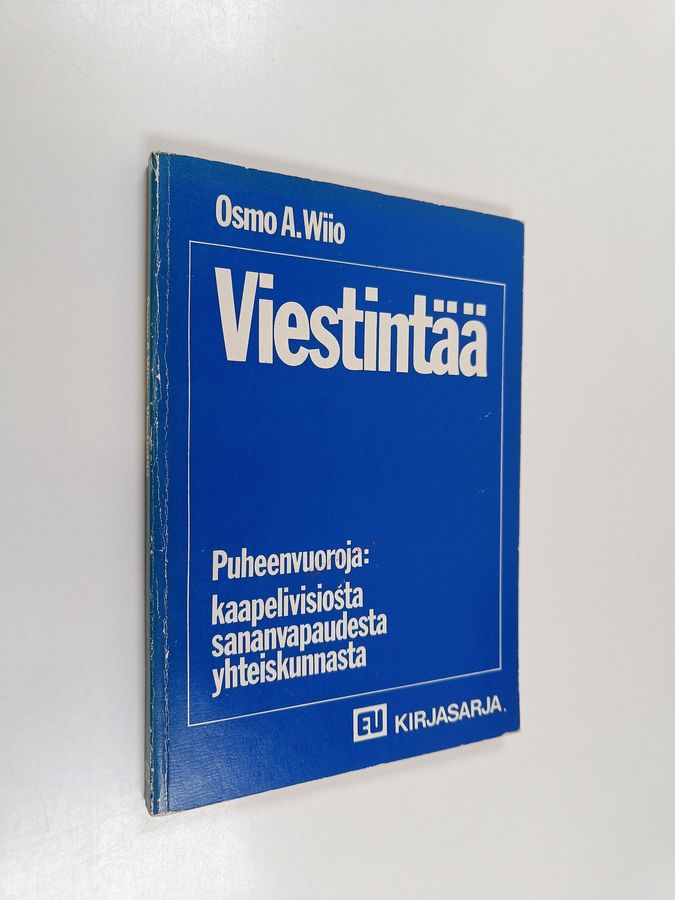 Osmo A. Wiio
Viestintää
Puheenvuoroja:
kaapelivisiosta
sananvapaudesta
yhteiskunnasta
EU KIRJASARJA